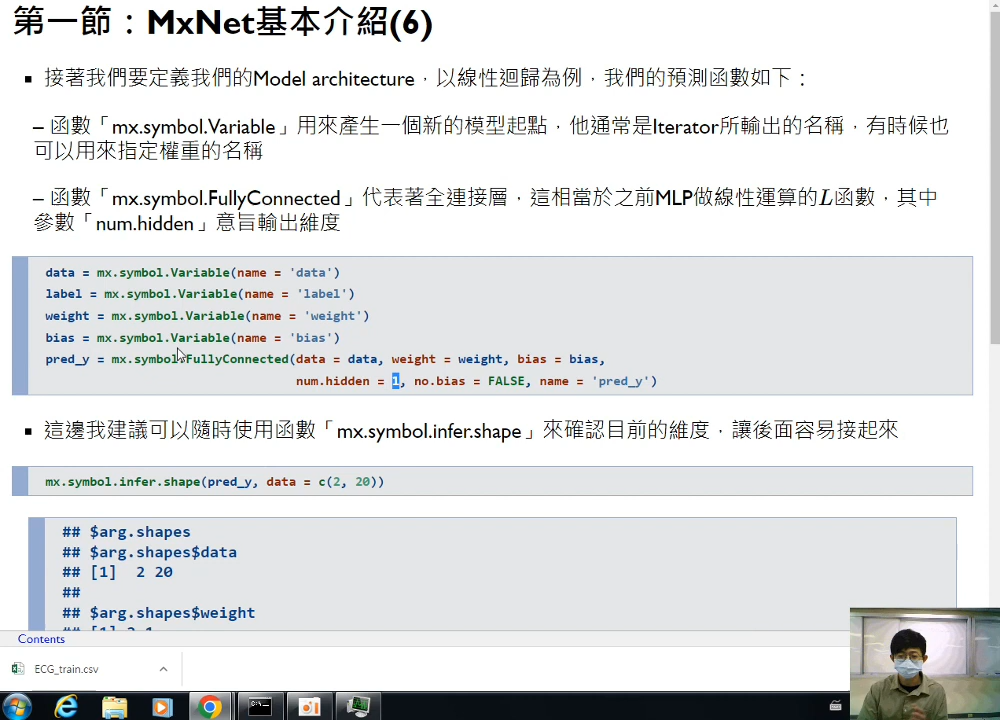 第一節：MxNet基本介紹(6)
▪ 接著我們要定義我們的Model architecture，以線性迴歸為例，我們的預測函數如下：
– 函數「mx.symbol.Variable」用來產生一個新的模型起點，他通常是Iterator所輸出的名稱，有時候也
可以用來指定權重的名稱
– 函數「mx.symbol.FullyConnected」代表著全連接層，這相當於之前MLP做線性運算的L函數，其中
參數「num.hidden」意旨輸出維度
data = mx.symbol.Variable(name = 'data')
label = mx.symbol.Variable(name = 'label')
weight = mx.symbol.Variable(name = 'weight')
bias = mx.symbol.Variable(name = 'bias')
pred_y = mx.symbol.FullyConnected(data = data, weight = weight, bias = bias,
num.hidden = 1, no.bias = FALSE, name = 'pred_y')
▪ 這邊我建議可以隨時使用函數「mx.symbol.infer.shape」來確認目前的維度，讓後面容易接起來
mx.symbol.infer.shape(pred_y, data = c(2, 20))
## $arg.shapes
## $arg.shapes$data
## [1]  2 20
##
## $arg.shapes$weight
## [1] 2 1
Contents
ECG_train.csv